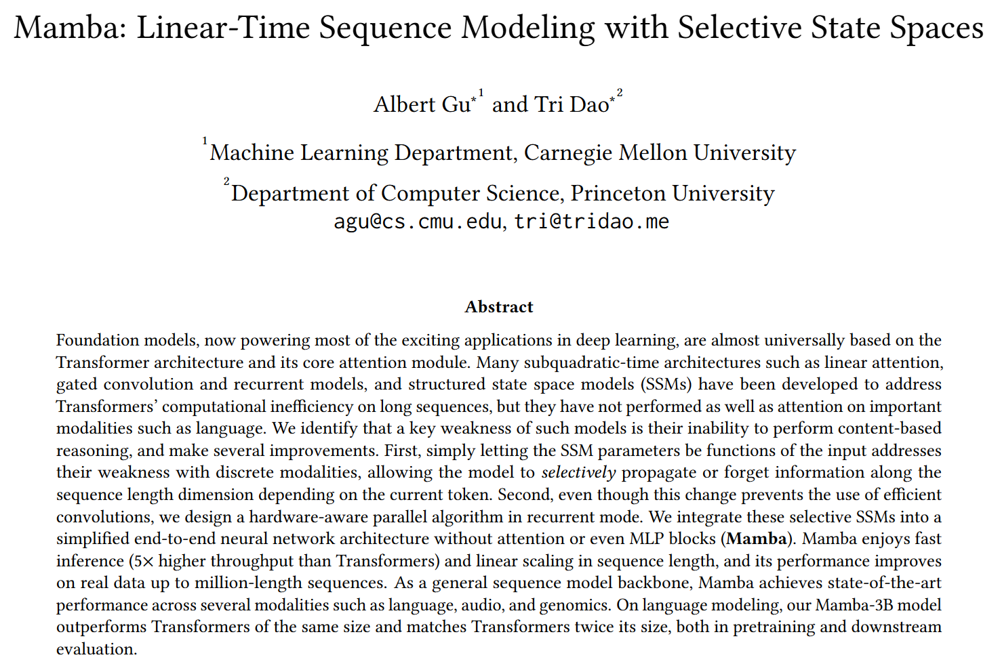 Mamba: Linear-Time Sequence Modeling with Selective State Spaces
Albert Gu*1 and Tri Dao*2
1Machine Learning Department, Carnegie Mellon University
2Department of Computer Science, Princeton University
agu@cs.cmu.edu, tri@tridao.me
Abstract
Foundation models, now powering most of the exciting applications in deep learning, are almost universally based on the
Transformer architecture and its core attention module. Many subquadratic-time architectures such as linear attention,
gated convolution and recurrent models, and structured state space models (SSMs) have been developed to address
Transformers’ computational inefficiency on long sequences, but they have not performed as well as attention on important
modalities such as language. We identify that a key weakness of such models is their inability to perform content-based
reasoning, and make several improvements. First, simply letting the SSM parameters be functions of the input addresses
their weakness with discrete modalities, allowing the model to selectively propagate or forget information along the
sequence length dimension depending on the current token. Second, even though this change prevents the use of efficient
convolutions, we design a hardware-aware parallel algorithm in recurrent mode. We integrate these selective SSMs into a
simplified end-to-end neural network architecture without attention or even MLP blocks (Mamba). Mamba enjoys fast
inference (5× higher throughput than Transformers) and linear scaling in sequence length, and its performance improves
on real data up to million-length sequences. As a general sequence model backbone, Mamba achieves state-of-the-art
performance across several modalities such as language, audio, and genomics. On language modeling, our Mamba-3B model
outperforms Transformers of the same size and matches Transformers twice its size, both in pretraining and downstream
evaluation.